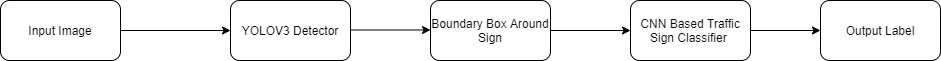 Input Image
YOLOV3 Detector
Boundary Box Around
Sign
CNN Based Traffic
Sign Classifier
Output Label